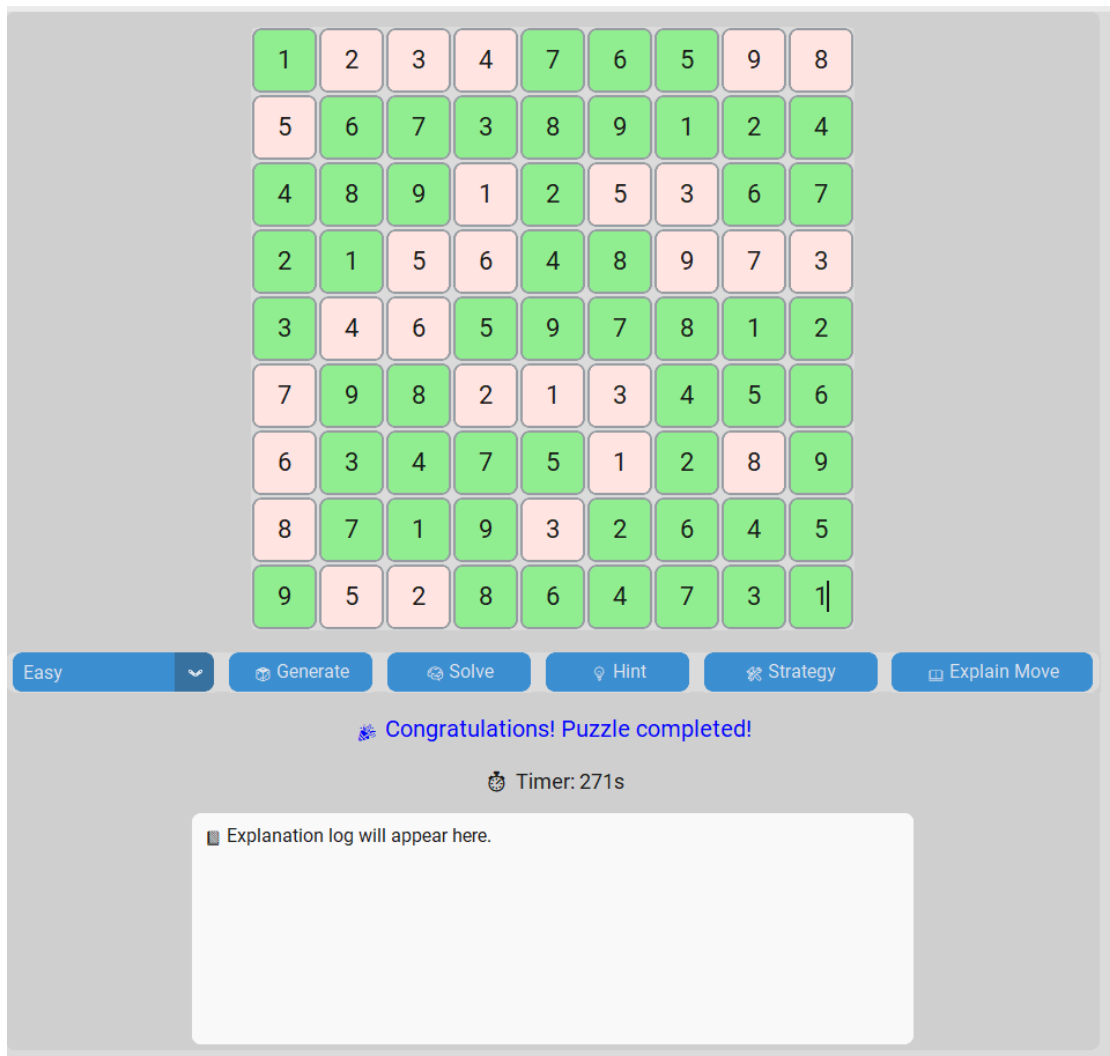 1 2 3 4 7 6 5 9 8
5 6 7 3 8 9 1 2 4
4 8 9 1 2 5 3 6 7
2 1 5 6 4 8 9 7 3
3 4 6 5 9 7 8 1 2
7 9 8 2 1 3 4 5 6
6 3 4 7 5 1 2 8 9
8 7 1 9 3 2 6 4 5
9 5 2 8 6 4 7 3 1
Easy Generate Solve Hint Strategy Explain Move
Congratulations! Puzzle completed!
Timer: 271s
Explanation log will appear here.